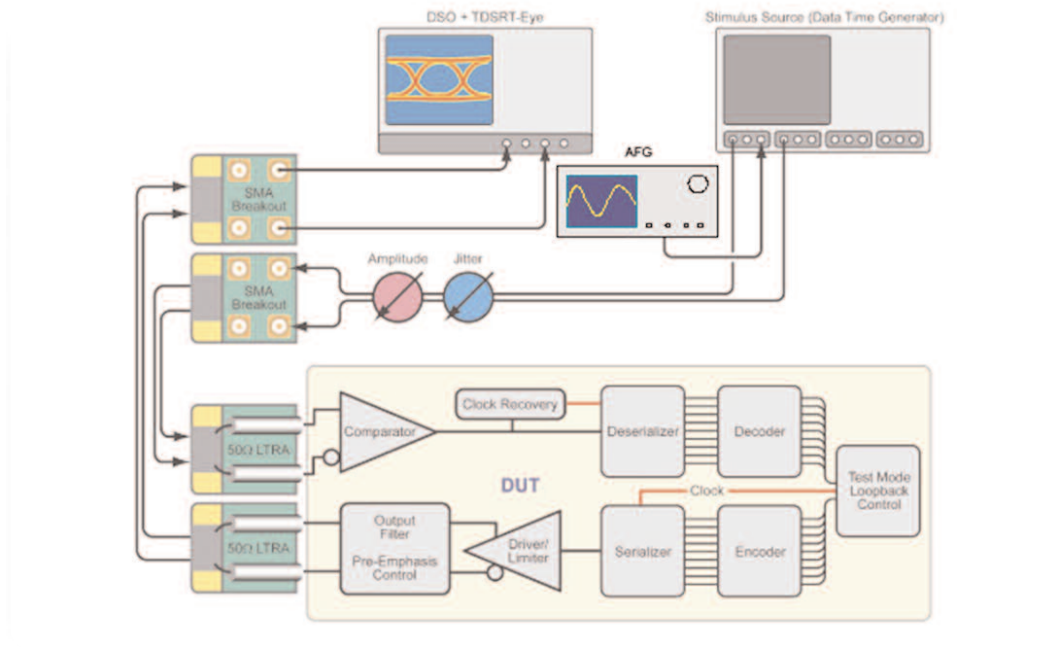 DSO + TDSRT-Eye
Stimulus Source (Data Time Generator)
AFG
SMA
Breakout
Amplitude
Jitter
SMA
Breakout
Clock Recovery
Comparator
Deserializer
Decoder
50Ω LTRA
Test Mode
Loopback
Control
DUT
Clock
Output
Filter
Pre-Emphasis
Control
Driver/
Limiter
Serializer
Encoder
50Ω LTRA